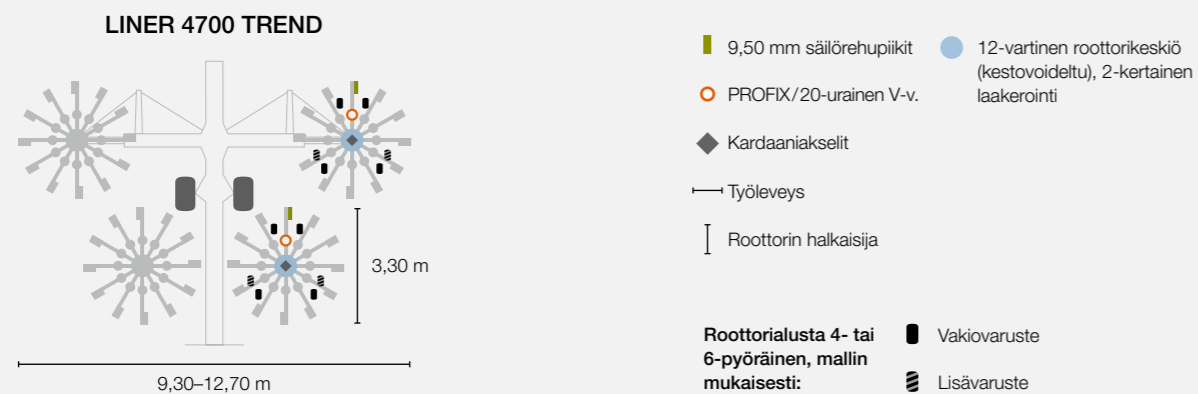 LINER 4700 TREND
3,30 m
9,30–12,70 m
9,50 mm säilörehupiikit
PROFIX/20-urainen V-v.
Kardaaniakselit
Työleveys
Roottorin halkaisija
12-vartinen roottorikeskiö
(kestovoideltu), 2-kertainen
laakerointi
Roottorialusta 4- tai
6-pyöräinen, mallin
mukaisesti:
Vakiovaruste
Lisävaruste